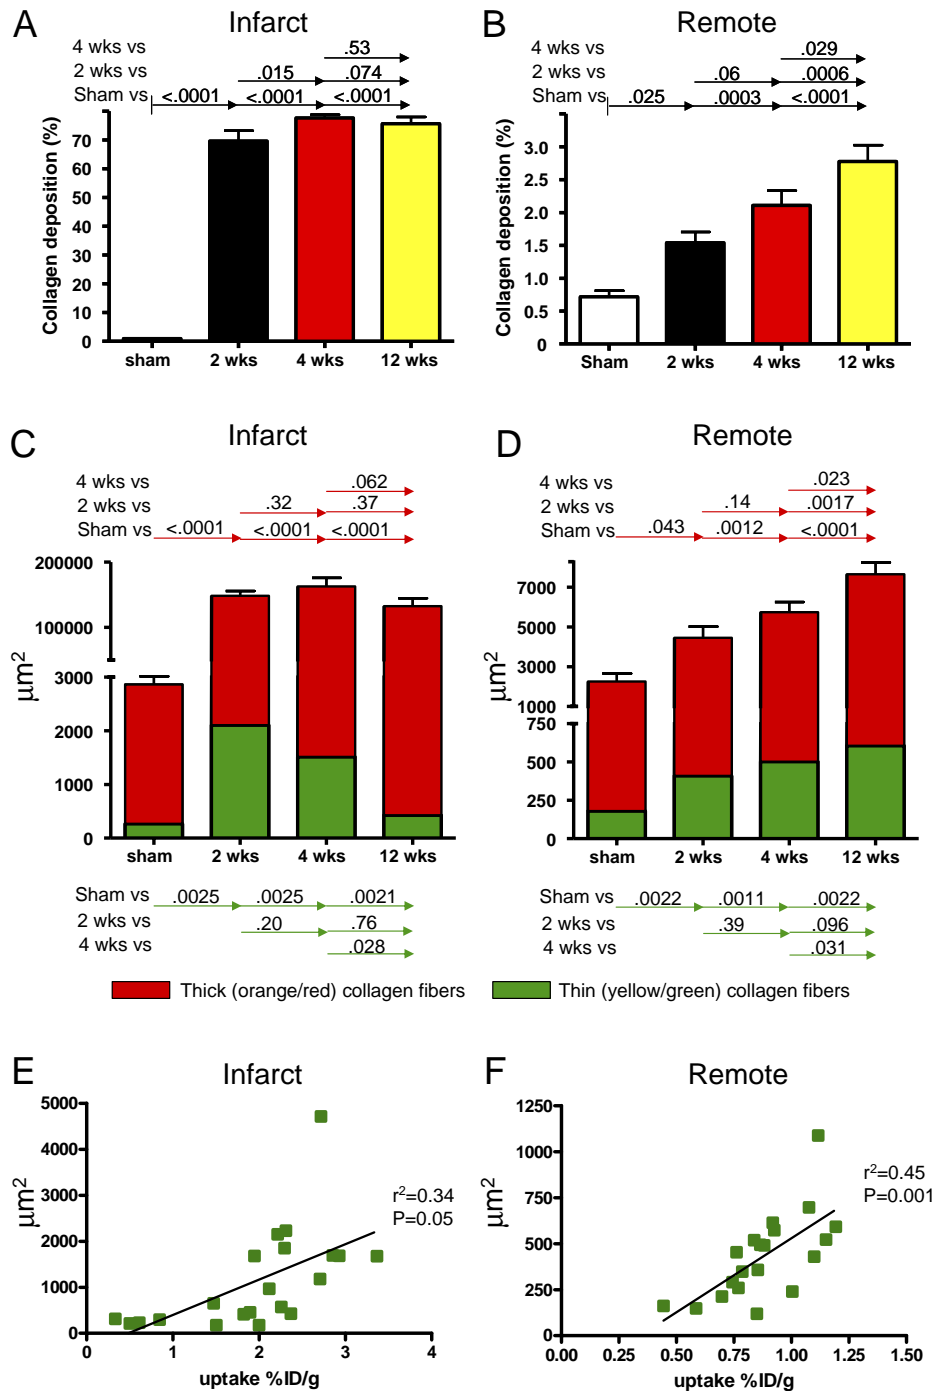 A
Infarct
4 wks vs .53
2 wks vs .015 .074
Sham vs <.0001 <.0001 <.0001
Collagen deposition (%)
70
60
50
40
30
20
10
0
sham 2 wks 4 wks 12 wks
B
Remote
4 wks vs .029
2 wks vs .06 .0006
Sham vs .025 .0003 <.0001
Collagen deposition (%)
3.0
2.5
2.0
1.5
1.0
0.5
0
Sham 2 wks 4 wks 12 wks
C
Infarct
4 wks vs .062
2 wks vs .32 .37
Sham vs <.0001 <.0001 <.0001
μm²
200000
100000
3000
2000
1000
0
sham 2 wks 4 wks 12 wks
Sham vs .0025 .0025 .0021
2 wks vs .20 .76
4 wks vs .028
D
Remote
4 wks vs .023
2 wks vs .14 .0017
Sham vs .043 .0012 <.0001
μm²
7000
5000
3000
1000
750
500
250
0
sham 2 wks 4 wks 12 wks
Sham vs .0022 .0011 .0022
2 wks vs .39 .096
4 wks vs .031
Thick (orange/red) collagen fibers
Thin (yellow/green) collagen fibers
E
Infarct
μm²
5000
4000
3000
2000
1000
0
0 1 2 3 4
uptake %ID/g
r²=0.34
P=0.05
F
Remote
μm²
1250
1000
750
500
250
0
0.00 0.25 0.50 0.75 1.00 1.25 1.50
uptake %ID/g
r²=0.45
P=0.001